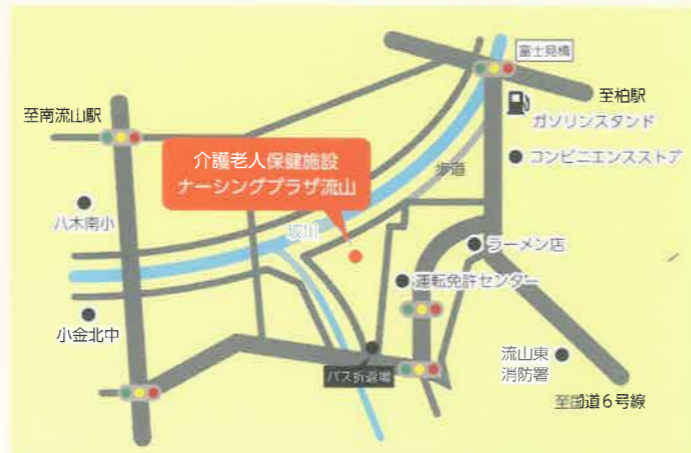 富士見橋
至柏駅
ガソリンスタンド
至南流山駅
介護老人保健施設
ナーシングプラザ流山
歩道
コンビニエンスストア
八木南小
坂川
ラーメン店
運転免許センター
小金北中
バス折返場
流山東
消防署
至国道6号線